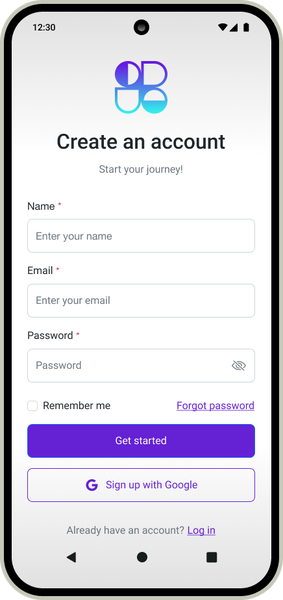 12:30
Create an account
Start your journey!
Name *
Enter your name
Email *
Enter your email
Password *
Password
Remember me Forgot password
Get started
G Sign up with Google
Already have an account? Log in